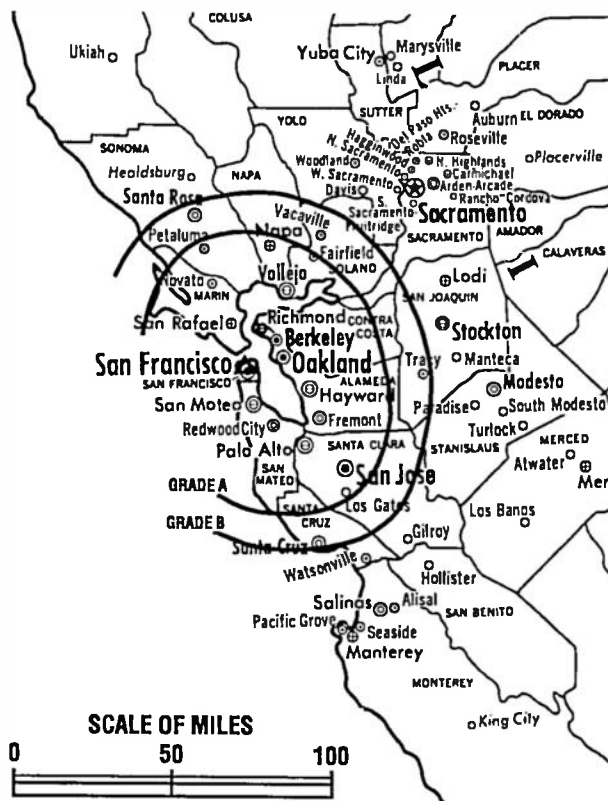 COLUSA
Ukiah
Yuba City
Marysville
Linda
PLACER
SUTTER
Auburn
EL DORADO
YOLO
Del Paso Hts.
Robla
Hagginwood
N. Sacramento
Roseville
SONOMA
Woodland
N. Highlands
Placerville
Healdsburg
NAPA
W. Sacramento
Carmichael
Arden-Arcade
Davis
Rancho-Cordova
Santa Rosa
S. Sacramento-Fruitridge
Sacramento
Vacaville
SACRAMENTO
AMADOR
Petaluma
Napa
Fairfield
CALAVERAS
SOLANO
Vallejo
Lodi
Novato
MARIN
SAN JOAQUIN
San Rafael
Richmond
CONTRA COSTA
Berkeley
Stockton
San Francisco
Oakland
Manteca
SAN FRANCISCO
ALAMEDA
Tracy
Hayward
Modesto
San Mateo
Paradise
South Modesto
Fremont
Redwood City
Turlock
Palo Alto
SANTA CLARA
STANISLAUS
MERCED
SAN MATEO
San Jose
Atwater
Mer
GRADE A
Los Gatos
SANTA CRUZ
Los Banos
GRADE B
Santa Cruz
Gilroy
Watsonville
Hollister
Salinas
Alisal
SAN BENITO
Pacific Grove
Seaside
Monterey
MONTEREY
King City
SCALE OF MILES
0 50 100